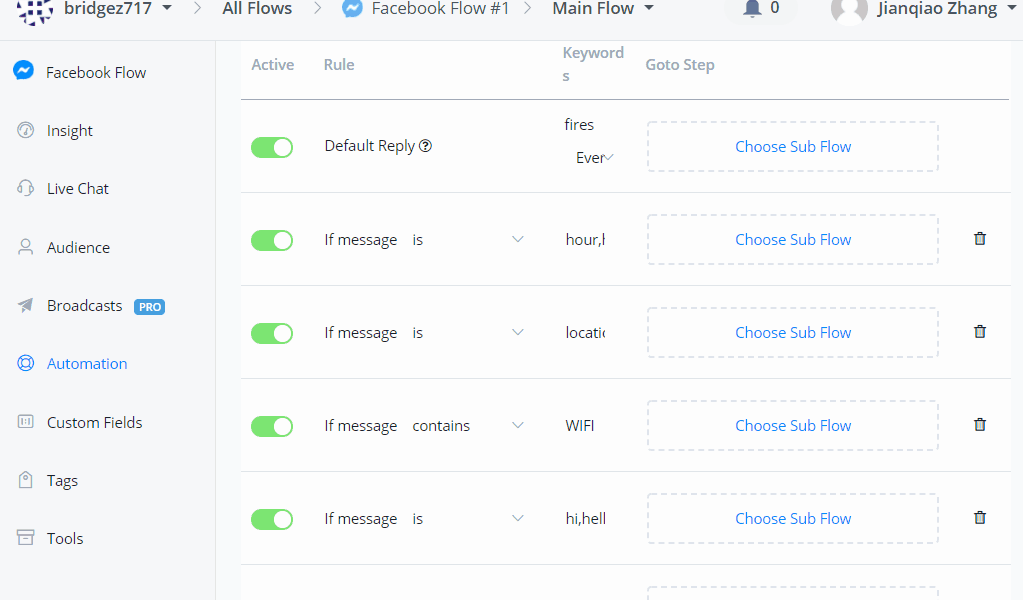 bridgez717 All Flows Facebook Flow #1 Main Flow 0 Jianqiao Zhang
Facebook Flow
Insight
Live Chat
Audience
Broadcasts PRO
Automation
Custom Fields
Tags
Tools
Active Rule Keyword
s Goto Step
Default Reply fires
Ever Choose Sub Flow
If message is hour,h Choose Sub Flow
If message is locatic Choose Sub Flow
If message contains WIFI Choose Sub Flow
If message is hi,hell Choose Sub Flow